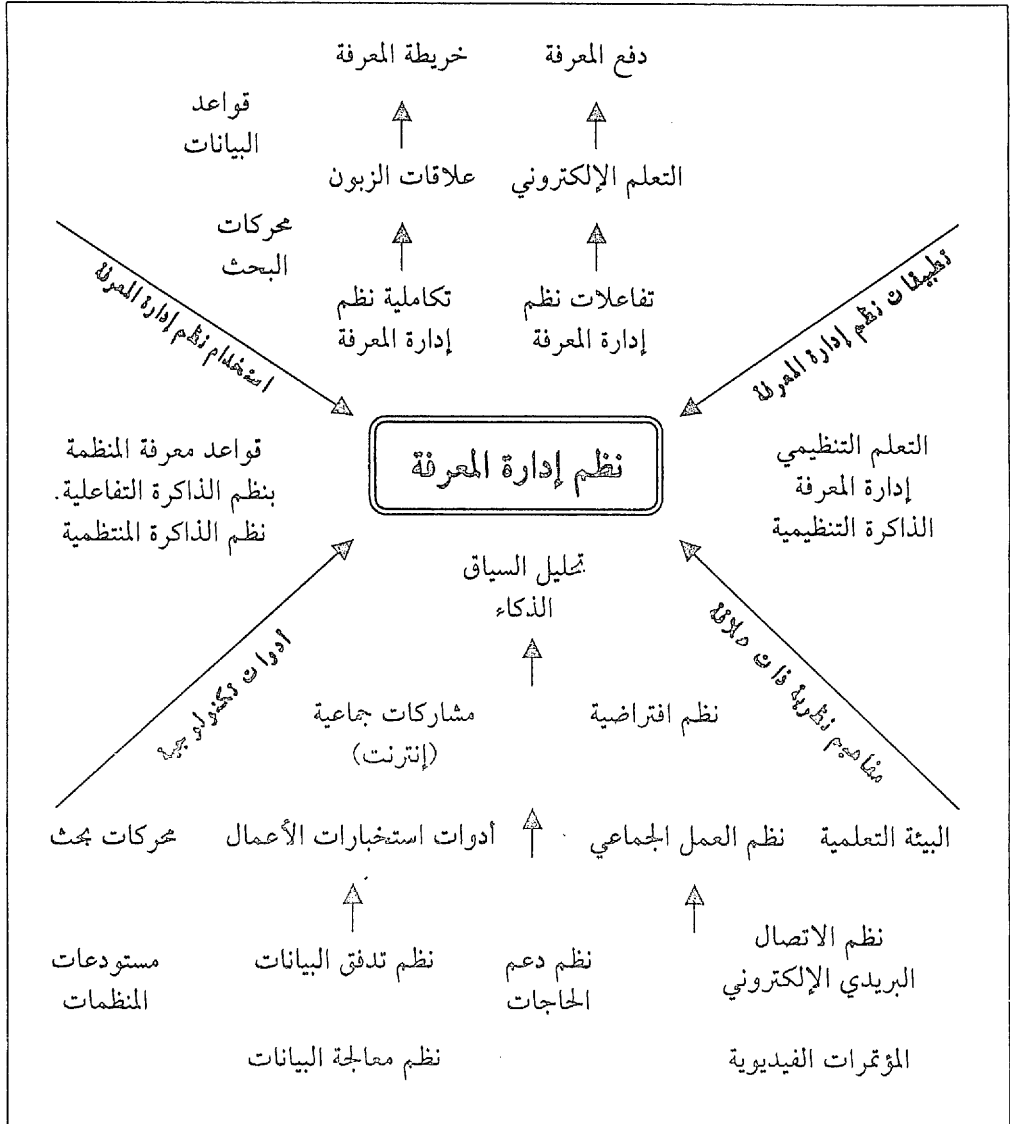 دفع المعرفة
خريطة المعرفة
قواعد
البيانات
التعلم الإلكتروني
علاقات الزبون
محركات
البحث
تفاعلات نظم
إدارة المعرفة
تكاملية نظم
إدارة المعرفة
تطبيقات نظم إدارة المعرفة
استخدام نظم إدارة المعرفة
نظم إدارة المعرفة
التعلم التنظيمي
إدارة المعرفة
الذاكرة التنظيمية
قواعد معرفة المنظمة
بنظم الذاكرة التفاعلية.
نظم الذاكرة المنتظمية
تحليل السياق
الذكاء
مفاهيم نظرية ذات علاقة
أدوات تكنولوجية
نظم افتراضية
مشاركات جماعية
(إنترنت)
البيئة التعلمية
نظم العمل الجماعي
أدوات استخبارات الأعمال
محركات بحث
نظم الاتصال
البريدي الإلكتروني
نظم دعم
الحاجات
نظم تدفق البيانات
مستودعات
المنظمات
المؤتمرات الفيديوية
نظم معالجة البيانات